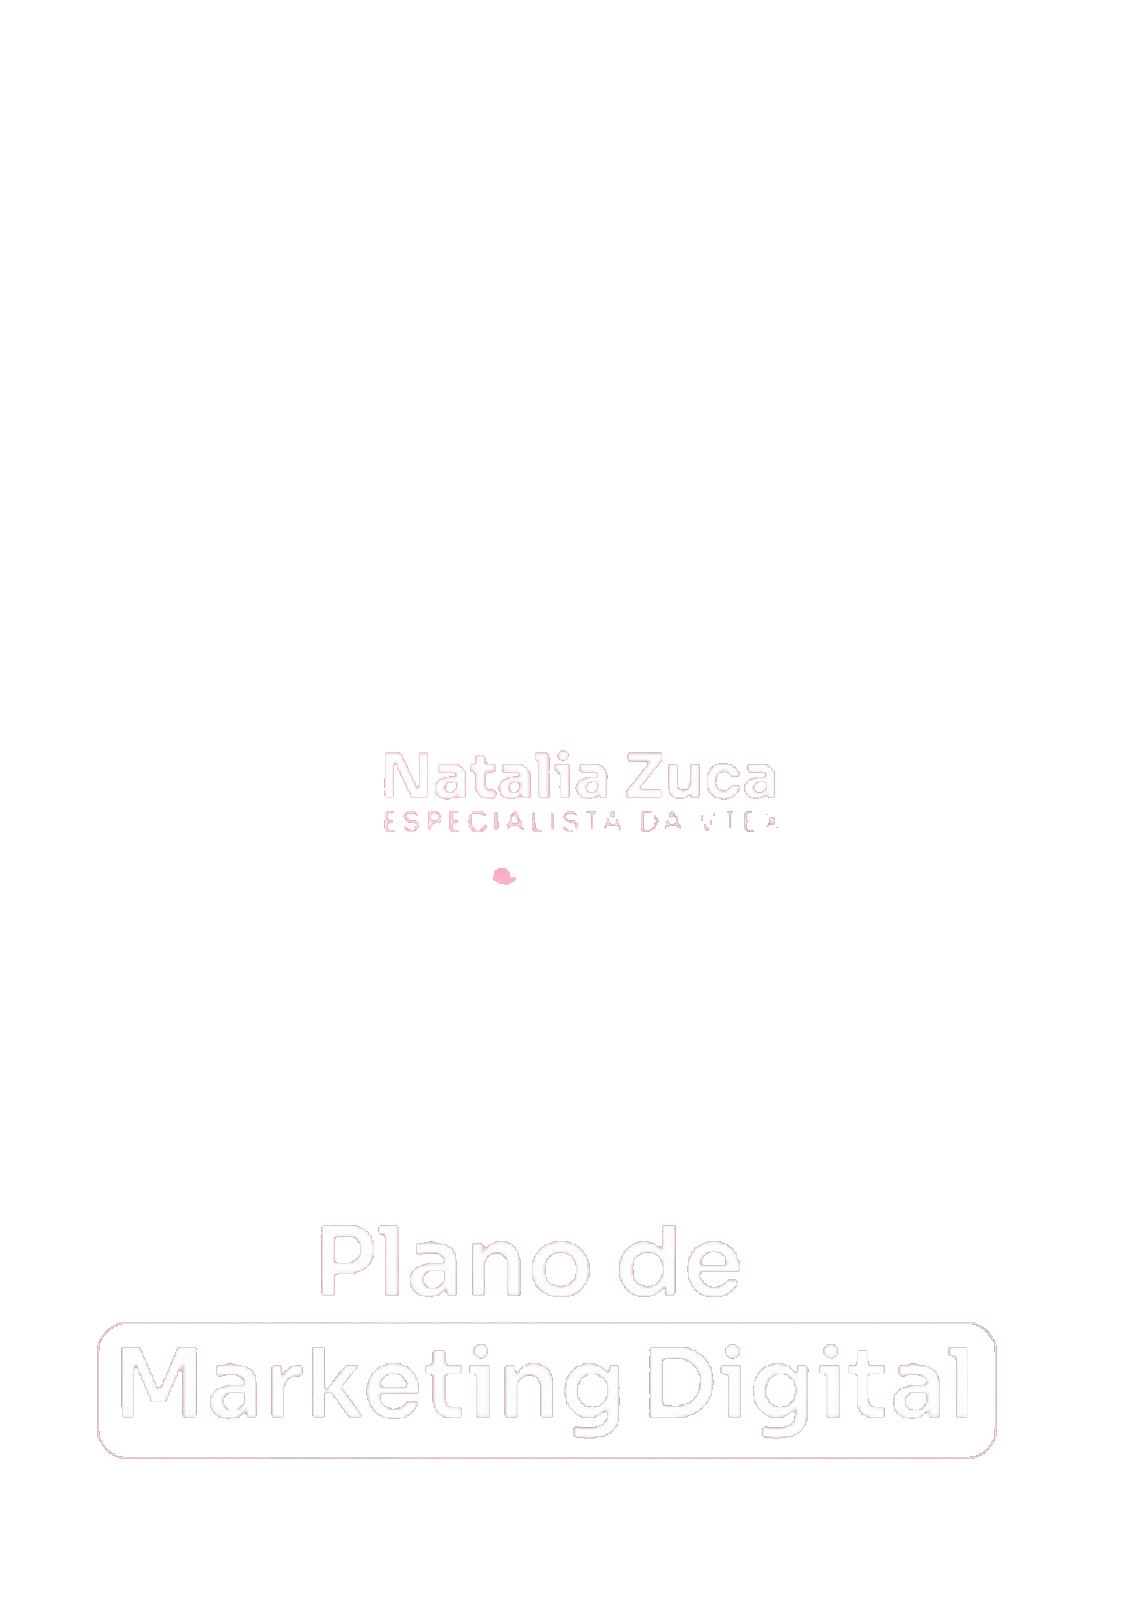 Natalia Zuca
ESPECIALISTA DA
Plano de
Marketing Digital